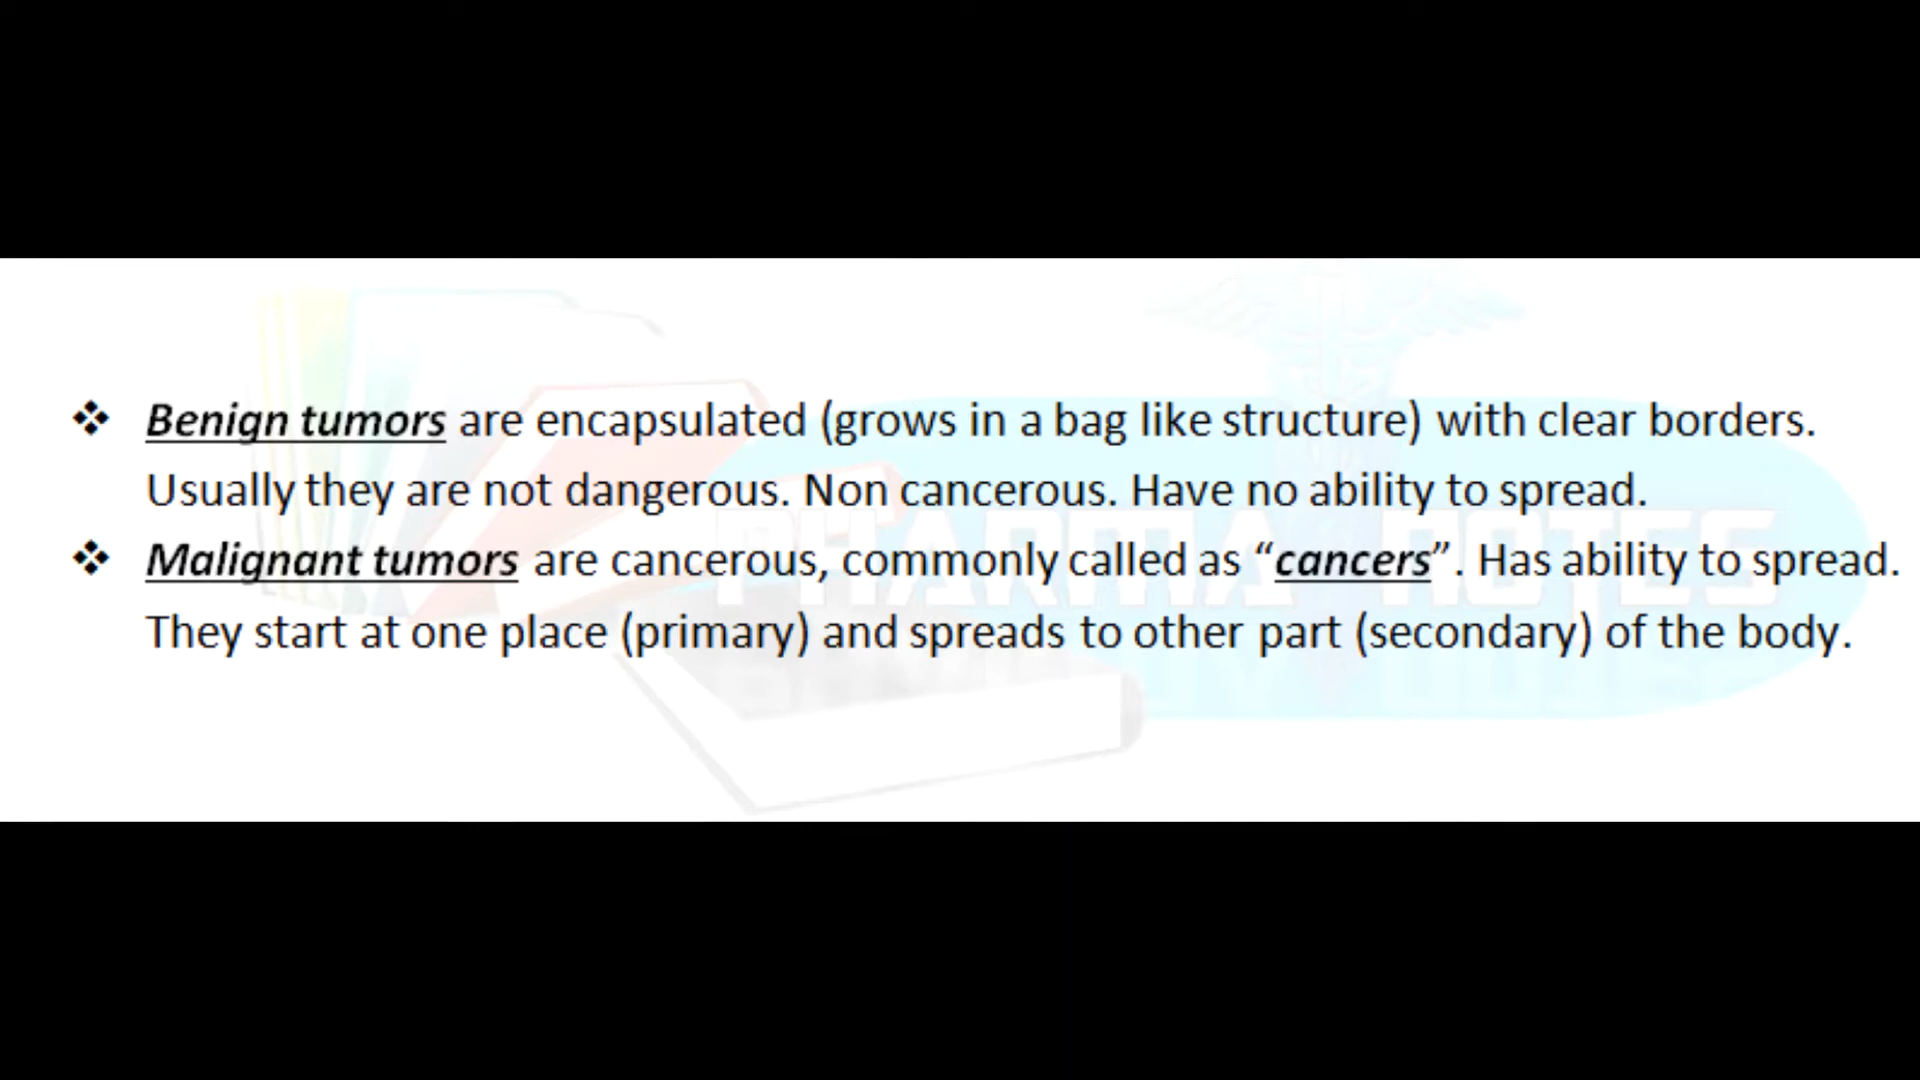 ❖ Benign tumors are encapsulated (grows in a bag like structure) with clear borders.
Usually they are not dangerous. Non cancerous. Have no ability to spread.
❖ Malignant tumors are cancerous, commonly called as “cancers”. Has ability to spread.
They start at one place (primary) and spreads to other part (secondary) of the body.
PHARMA NOTES